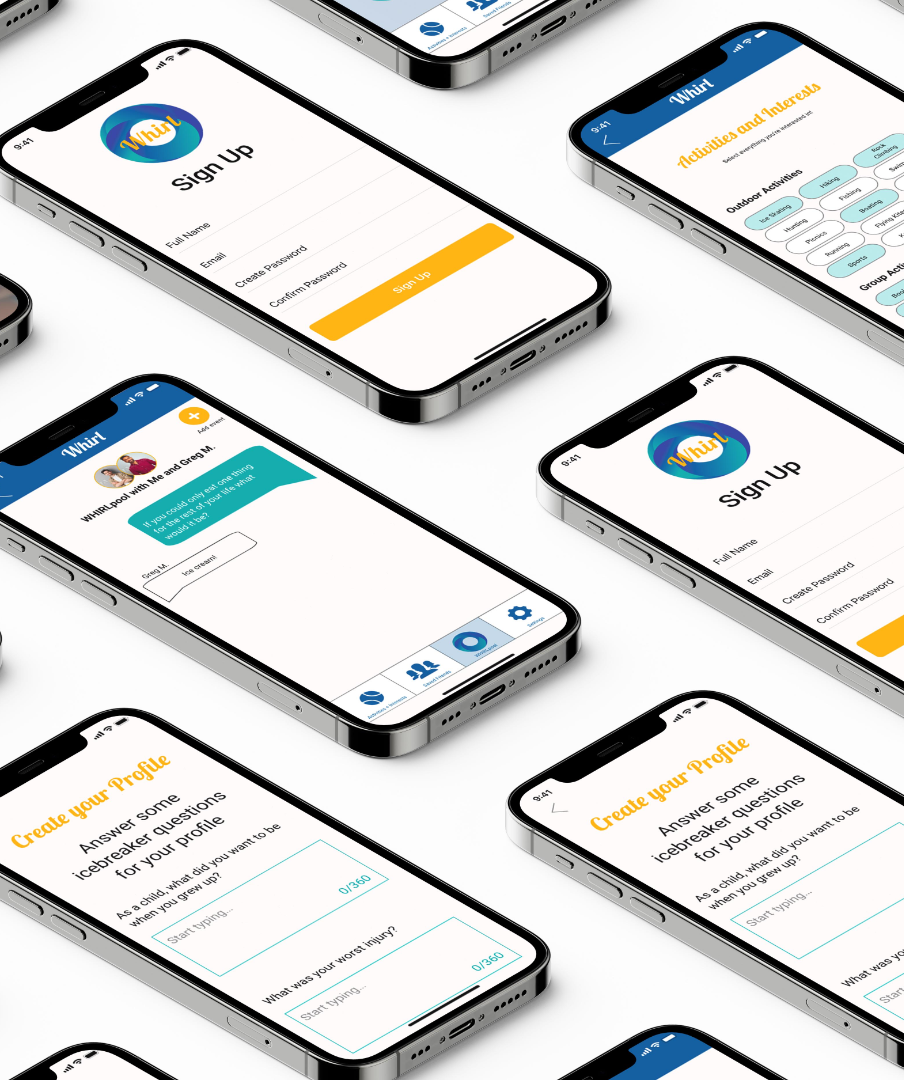 Activities + Interests
Saved Friends
9:41
Whirl
Sign Up
Full Name
Email
Create Password
Confirm Password
Sign Up
9:41
Whirl
Activities and Interests
Select everything you're interested in!
Outdoor Activities
Ice Skating
Hiking
Rock
Climbing
Hunting
Fishing
Picnics
Boating
Running
Flying Kites
Sports
Group Activ
Whirl
Add event
WHIRLpool with Me and Greg M.
If you could only eat one thing
for the rest of your life what
would it be?
Greg M.
ice cream!
Activities + Interests
Saved Friends
WHIRLpool
Settings
9:41
Whirl
Sign Up
Full Name
Email
Create Password
Confirm Password
Create your Profile
Answer some
icebreaker questions
for your profile
As a child, what did you want to be
when you grew up?
Start typing...
0/360
What was your worst injury?
Start typing...
0/360
9:41
Create your Profile
Answer some
icebreaker questions
for your profile
As a child, what did you want to be
when you grew up?
Start typing...
What was you
Start